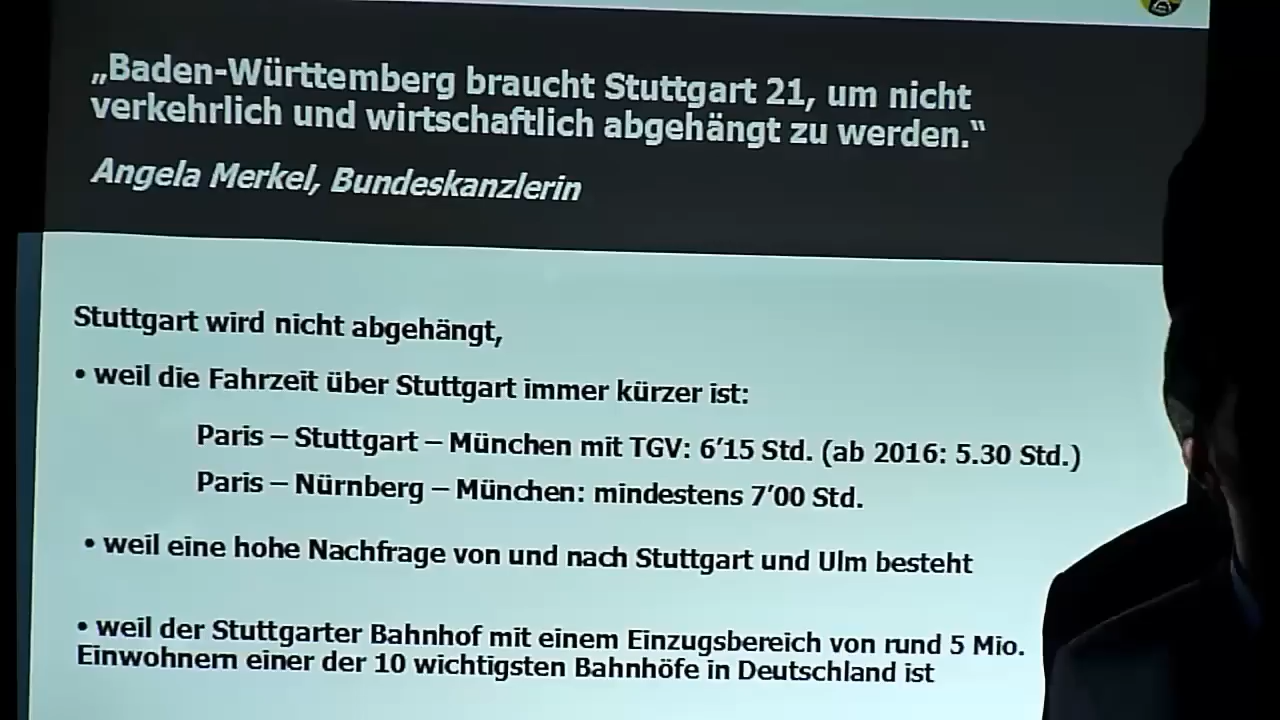 „Baden-Württemberg braucht Stuttgart 21, um nicht
verkehrlich und wirtschaftlich abgehängt zu werden.“
Angela Merkel, Bundeskanzlerin
Stuttgart wird nicht abgehängt,
• weil die Fahrzeit über Stuttgart immer kürzer ist:
Paris – Stuttgart – München mit TGV: 6’15 Std. (ab 2016: 5.30 Std.)
Paris – Nürnberg – München: mindestens 7’00 Std.
• weil eine hohe Nachfrage von und nach Stuttgart und Ulm besteht
• weil der Stuttgarter Bahnhof mit einem Einzugsbereich von rund 5 Mio.
Einwohnern einer der 10 wichtigsten Bahnhöfe in Deutschland ist